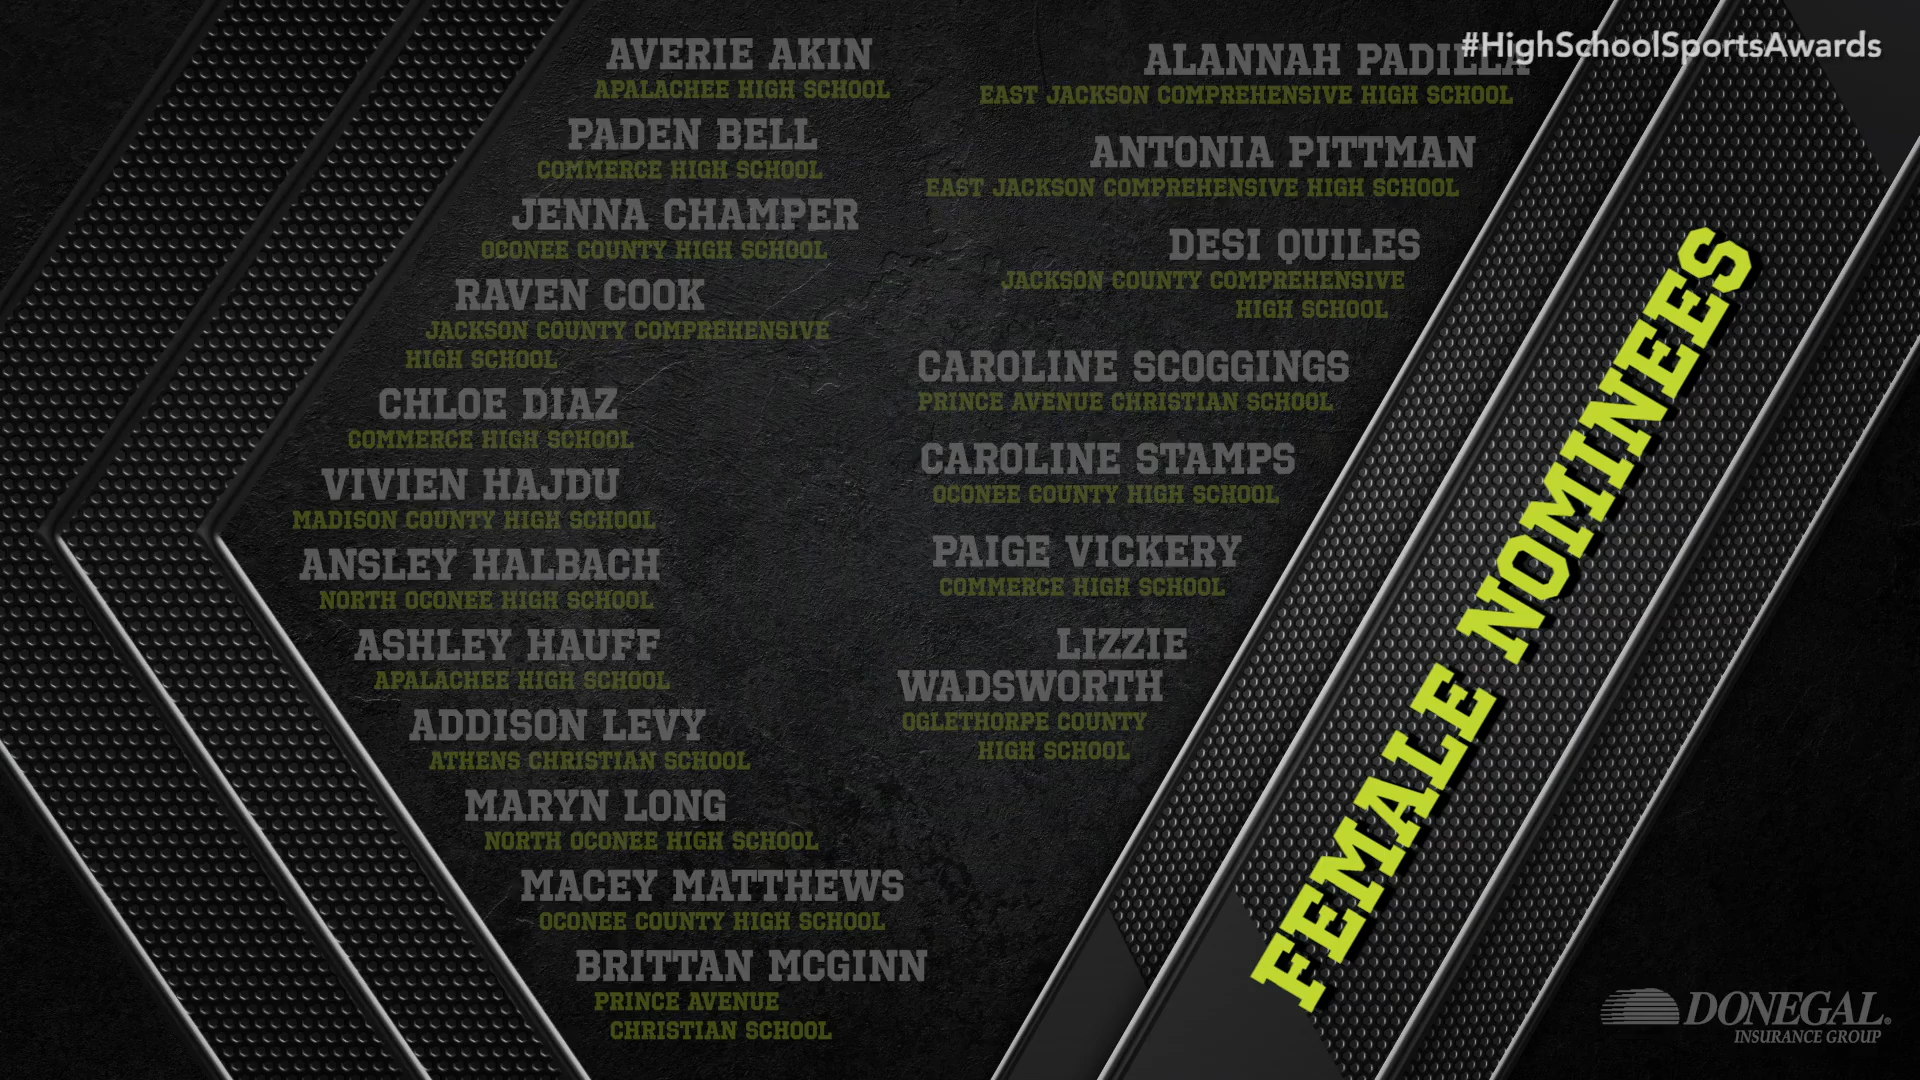 #HighSchoolSportsAwards
AVERIE AKIN
APALACHEE HIGH SCHOOL
PADEN BELL
COMMERCE HIGH SCHOOL
JENNA CHAMPER
OCONEE COUNTY HIGH SCHOOL
RAVEN COOK
JACKSON COUNTY COMPREHENSIVE
HIGH SCHOOL
CHLOE DIAZ
COMMERCE HIGH SCHOOL
VIVIEN HAJDU
MADISON COUNTY HIGH SCHOOL
ANSLEY HALBACH
NORTH OCONEE HIGH SCHOOL
ASHLEY HAUFF
APALACHEE HIGH SCHOOL
ADDISON LEVY
ATHENS CHRISTIAN SCHOOL
MARYN LONG
NORTH OCONEE HIGH SCHOOL
MACEY MATTHEWS
OCONEE COUNTY HIGH SCHOOL
BRITTAN MCGINN
PRINCE AVENUE
CHRISTIAN SCHOOL
ALANNAH PADILLA
EAST JACKSON COMPREHENSIVE HIGH SCHOOL
ANTONIA PITTMAN
EAST JACKSON COMPREHENSIVE HIGH SCHOOL
DESI QUILES
JACKSON COUNTY COMPREHENSIVE
HIGH SCHOOL
CAROLINE SCOGGINGS
PRINCE AVENUE CHRISTIAN SCHOOL
CAROLINE STAMPS
OCONEE COUNTY HIGH SCHOOL
PAIGE VICKERY
COMMERCE HIGH SCHOOL
LIZZIE
WADSWORTH
OGLETHORPE COUNTY
HIGH SCHOOL
FEMALE NOMINEES
DONEGAL®
INSURANCE GROUP